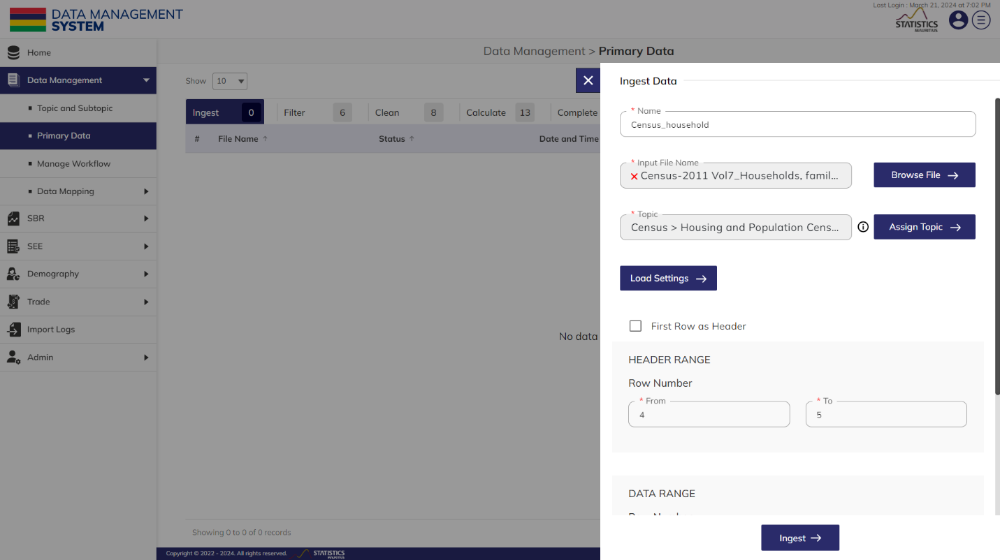 Last Login : March 21, 2024 at 7:02 PM
DATA MANAGEMENT
SYSTEM
STATISTICS
MAURITIUS
Home
Data Management > Primary Data
Data Management
Topic and Subtopic
Primary Data
Manage Workflow
Data Mapping
SBR
SEE
Demography
Trade
Import Logs
Admin
Show 10
Ingest 0 Filter 6 Clean 8 Calculate 13 Complete
# File Name ↑ Status ↑ Date and Time
No data
Showing 0 to 0 of 0 records
Copyright © 2022 - 2024. All rights reserved.
STATISTICS
MAURITIUS
Ingest Data
* Name
Census_household
* Input File Name
Census-2011 Vol7_Households, famil...
Browse File →
* Topic
Census > Housing and Population Cens...
Assign Topic →
Load Settings →
First Row as Header
HEADER RANGE
Row Number
* From
4
* To
5
DATA RANGE
Ingest →